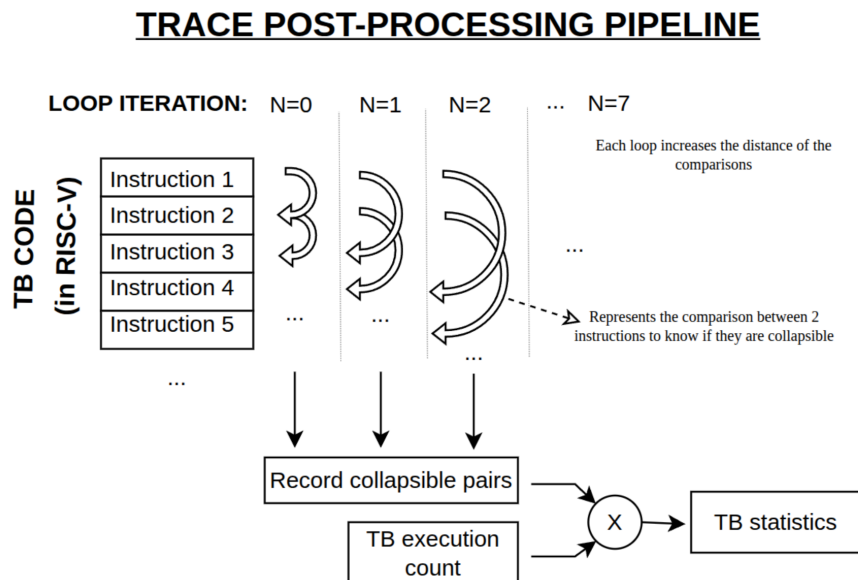 TRACE POST-PROCESSING PIPELINE
LOOP ITERATION: N=0 N=1 N=2 ... N=7
Each loop increases the distance of the
comparisons
TB CODE
(in RISC-V)
Instruction 1
Instruction 2
Instruction 3
Instruction 4
Instruction 5
...
...
...
...
...
Represents the comparison between 2
instructions to know if they are collapsible
Record collapsible pairs
TB execution
count
X
TB statistics